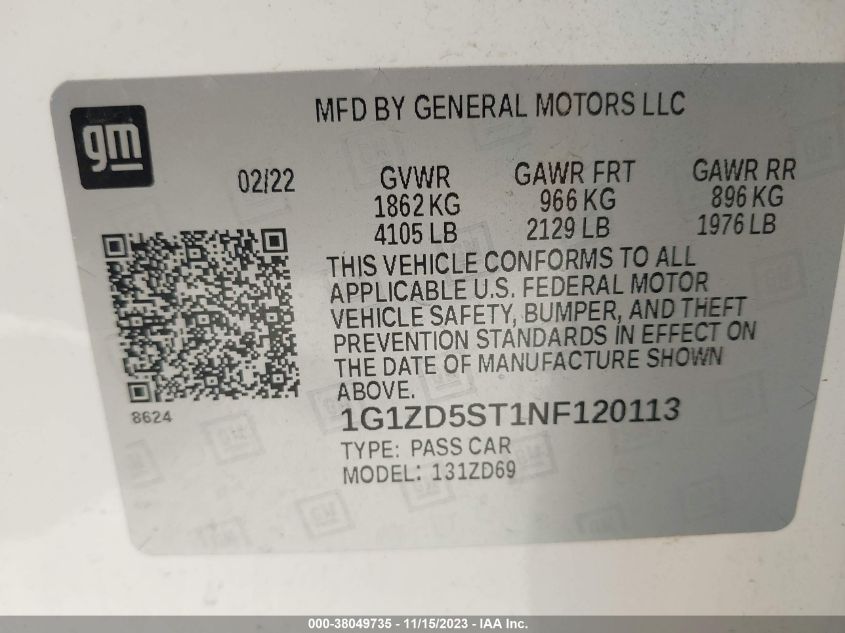 gm
MFD BY GENERAL MOTORS LLC
02/22
GVWR
1862 KG
4105 LB
GAWR FRT
966 KG
2129 LB
GAWR RR
896 KG
1976 LB
THIS VEHICLE CONFORMS TO ALL
APPLICABLE U.S. FEDERAL MOTOR
VEHICLE SAFETY, BUMPER, AND THEFT
PREVENTION STANDARDS IN EFFECT ON
THE DATE OF MANUFACTURE SHOWN
ABOVE.
8624
1G1ZD5ST1NF120113
TYPE: PASS CAR
MODEL: 131ZD69
000-38049735 - 11/15/2023 - IAA Inc.